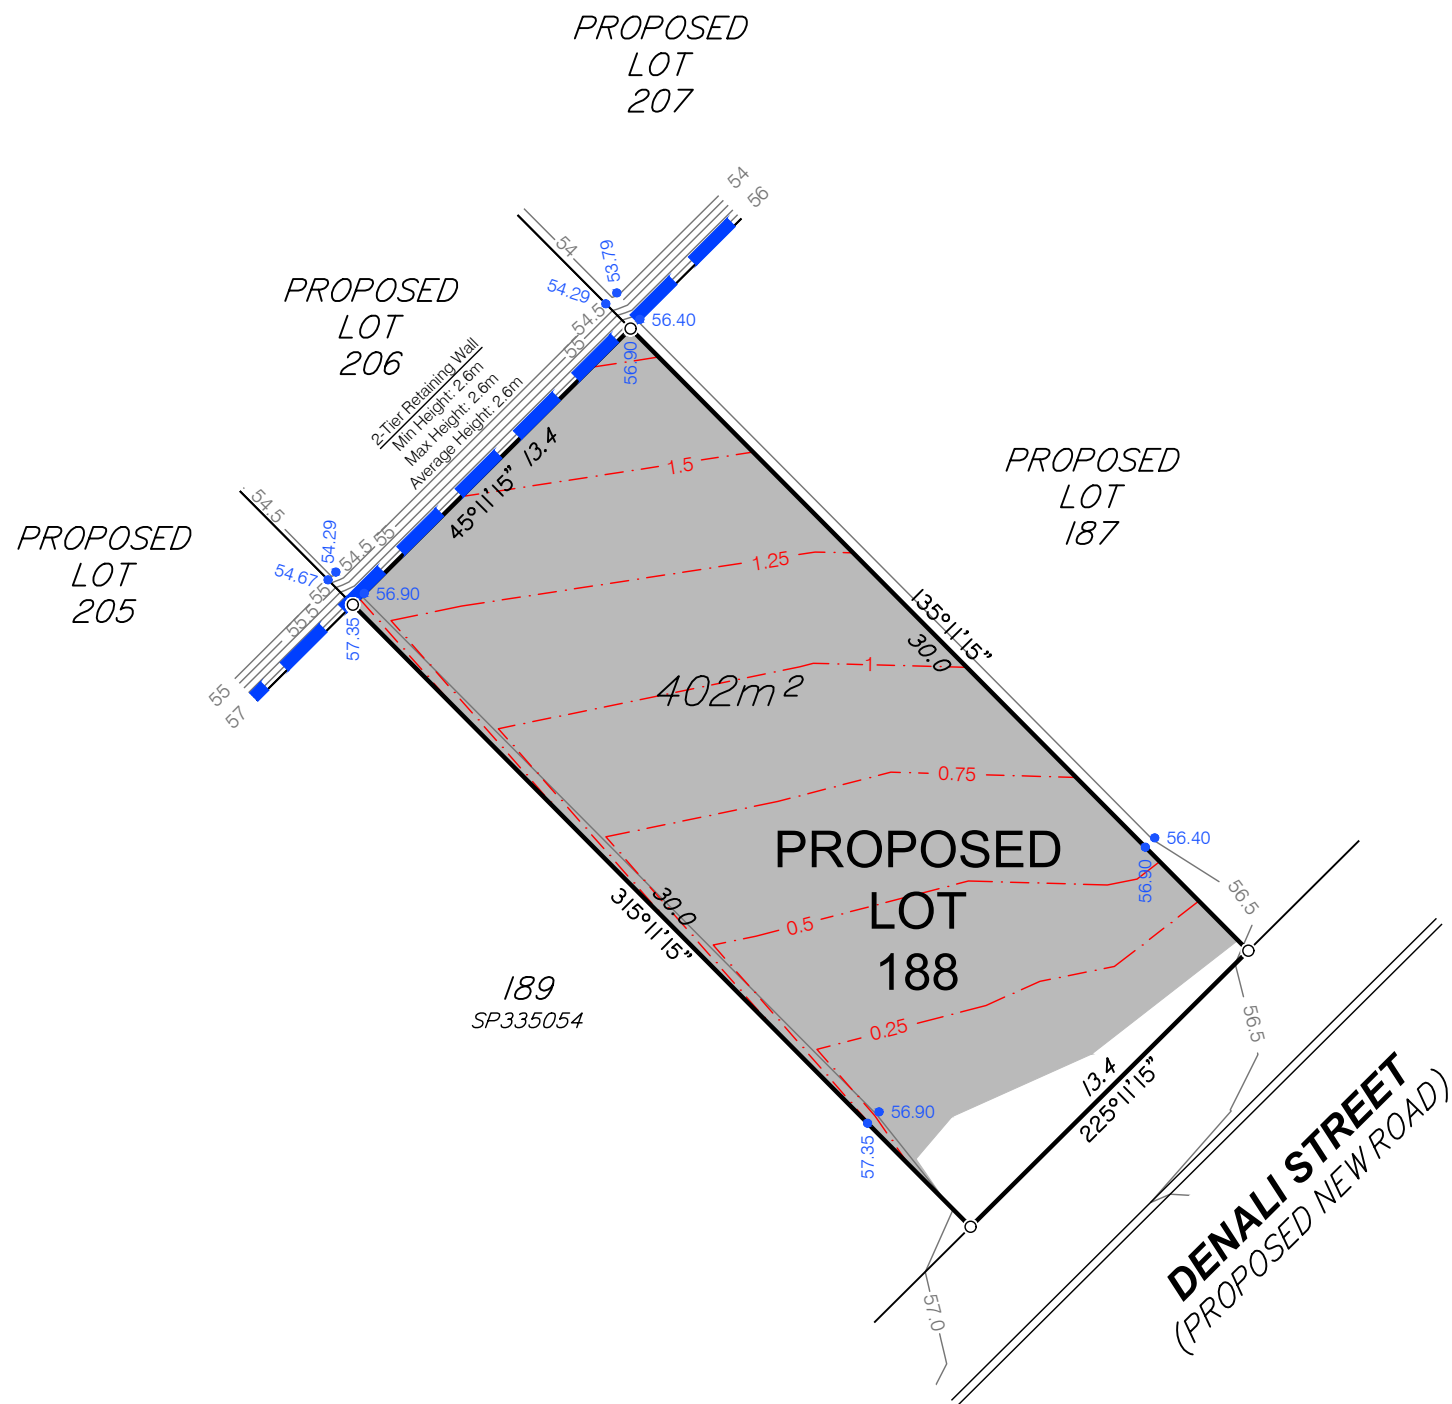 PROPOSED
LOT
207
54
56
54
53.79
54.29
54.5
55
56.40
56.90
PROPOSED
LOT
206
2-Tier Retaining Wall
Min Height: 2.6m
Max Height: 2.6m
Average Height: 2.6m
45°11'15"
13.4
1.5
PROPOSED
LOT
187
54.5
54.29
54.67
54.5
55
55
55.5
56.90
57.35
55
57
PROPOSED
LOT
205
1.25
135°11'15"
30.0
1
402m²
0.75
PROPOSED
LOT
188
56.40
56.90
56.5
0.5
30.0
315°11'15"
189
SP335054
0.25
56.5
13.4
225°11'15"
56.90
57.35
57.0
DENALI STREET
(PROPOSED NEW ROAD)